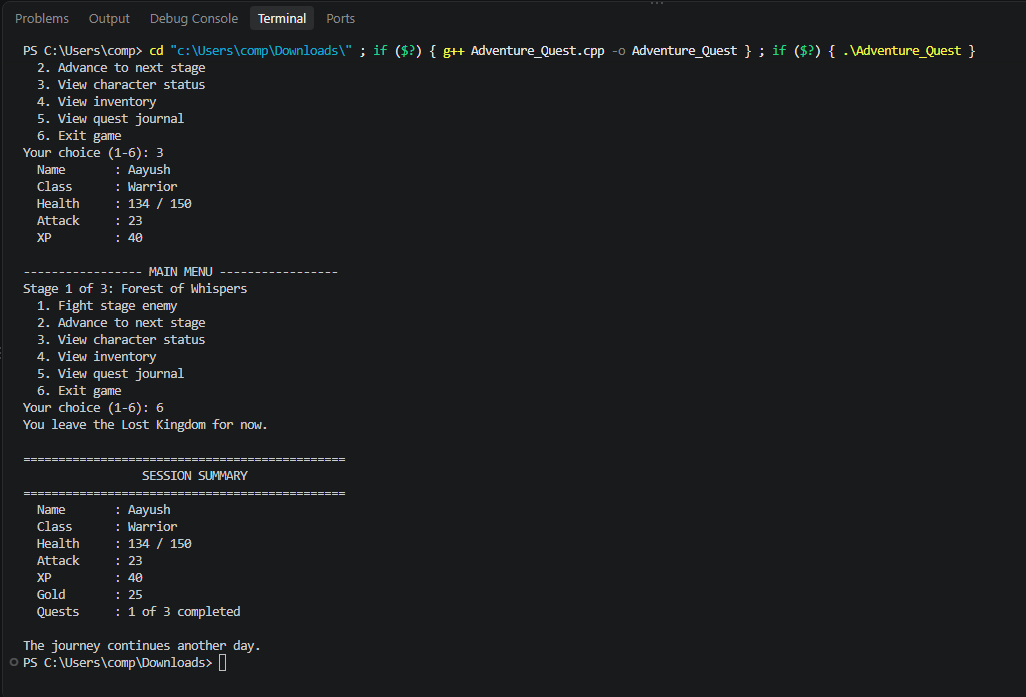 Problems Output Debug Console Terminal Ports
PS C:\Users\comp> cd "c:\Users\comp\Downloads\" ; if ($?) { g++ Adventure_Quest.cpp -o Adventure_Quest } ; if ($?) { .\Adventure_Quest }
  2. Advance to next stage
  3. View character status
  4. View inventory
  5. View quest journal
  6. Exit game
Your choice (1-6): 3
  Name       : Aayush
  Class      : Warrior
  Health     : 134 / 150
  Attack     : 23
  XP         : 40

----------------- MAIN MENU -----------------
Stage 1 of 3: Forest of Whispers
  1. Fight stage enemy
  2. Advance to next stage
  3. View character status
  4. View inventory
  5. View quest journal
  6. Exit game
Your choice (1-6): 6
You leave the Lost Kingdom for now.

==============================================
                 SESSION SUMMARY
==============================================
  Name       : Aayush
  Class      : Warrior
  Health     : 134 / 150
  Attack     : 23
  XP         : 40
  Gold       : 25
  Quests     : 1 of 3 completed

The journey continues another day.
PS C:\Users\comp\Downloads>